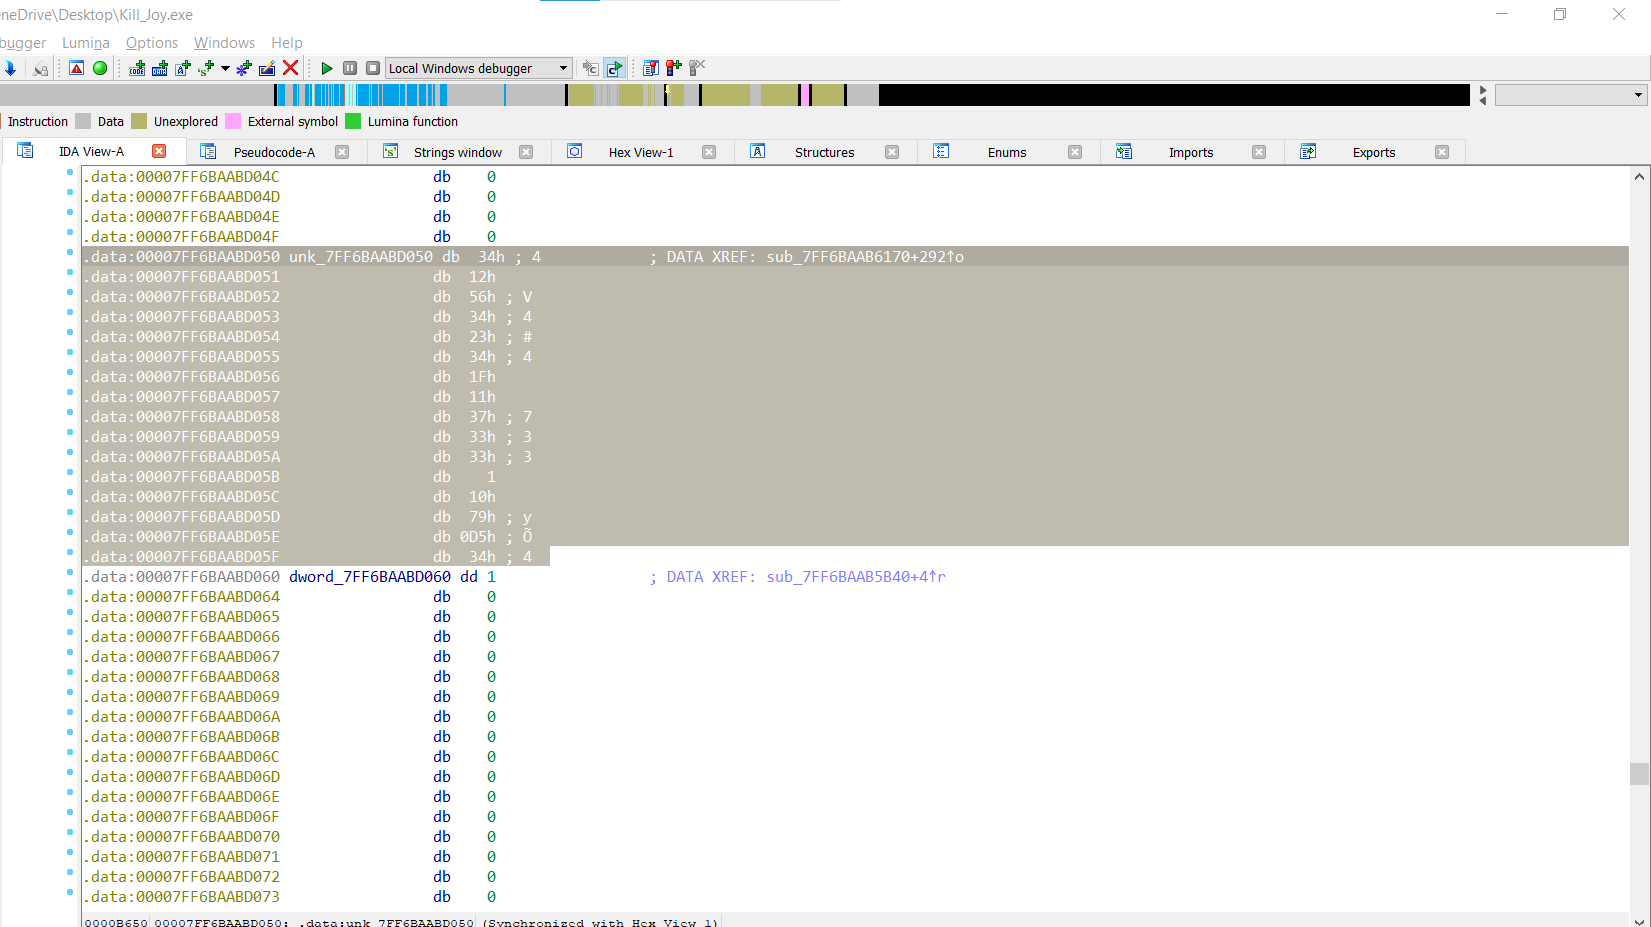 neDrive\Desktop\Kill_Joy.exe
bugger Lumina Options Windows Help
Local Windows debugger
Instruction Data Unexplored External symbol Lumina function
IDA View-A Pseudocode-A Strings window Hex View-1 Structures Enums Imports Exports
.data:00007FF6BAABD04C db 0
.data:00007FF6BAABD04D db 0
.data:00007FF6BAABD04E db 0
.data:00007FF6BAABD04F db 0
.data:00007FF6BAABD050 unk_7FF6BAABD050 db 34h ; 4 ; DATA XREF: sub_7FF6BAAB6170+292↑o
.data:00007FF6BAABD051 db 12h
.data:00007FF6BAABD052 db 56h ; V
.data:00007FF6BAABD053 db 34h ; 4
.data:00007FF6BAABD054 db 23h ; #
.data:00007FF6BAABD055 db 34h ; 4
.data:00007FF6BAABD056 db 1Fh
.data:00007FF6BAABD057 db 11h
.data:00007FF6BAABD058 db 37h ; 7
.data:00007FF6BAABD059 db 33h ; 3
.data:00007FF6BAABD05A db 33h ; 3
.data:00007FF6BAABD05B db 1
.data:00007FF6BAABD05C db 10h
.data:00007FF6BAABD05D db 79h ; y
.data:00007FF6BAABD05E db 0D5h ; Õ
.data:00007FF6BAABD05F db 34h ; 4
.data:00007FF6BAABD060 dword_7FF6BAABD060 dd 1 ; DATA XREF: sub_7FF6BAAB5B40+4↑r
.data:00007FF6BAABD064 db 0
.data:00007FF6BAABD065 db 0
.data:00007FF6BAABD066 db 0
.data:00007FF6BAABD067 db 0
.data:00007FF6BAABD068 db 0
.data:00007FF6BAABD069 db 0
.data:00007FF6BAABD06A db 0
.data:00007FF6BAABD06B db 0
.data:00007FF6BAABD06C db 0
.data:00007FF6BAABD06D db 0
.data:00007FF6BAABD06E db 0
.data:00007FF6BAABD06F db 0
.data:00007FF6BAABD070 db 0
.data:00007FF6BAABD071 db 0
.data:00007FF6BAABD072 db 0
.data:00007FF6BAABD073 db 0
0000B650 00007FF6BAABD050: .data:unk_7FF6BAABD050 (Synchronized with Hex View-1)